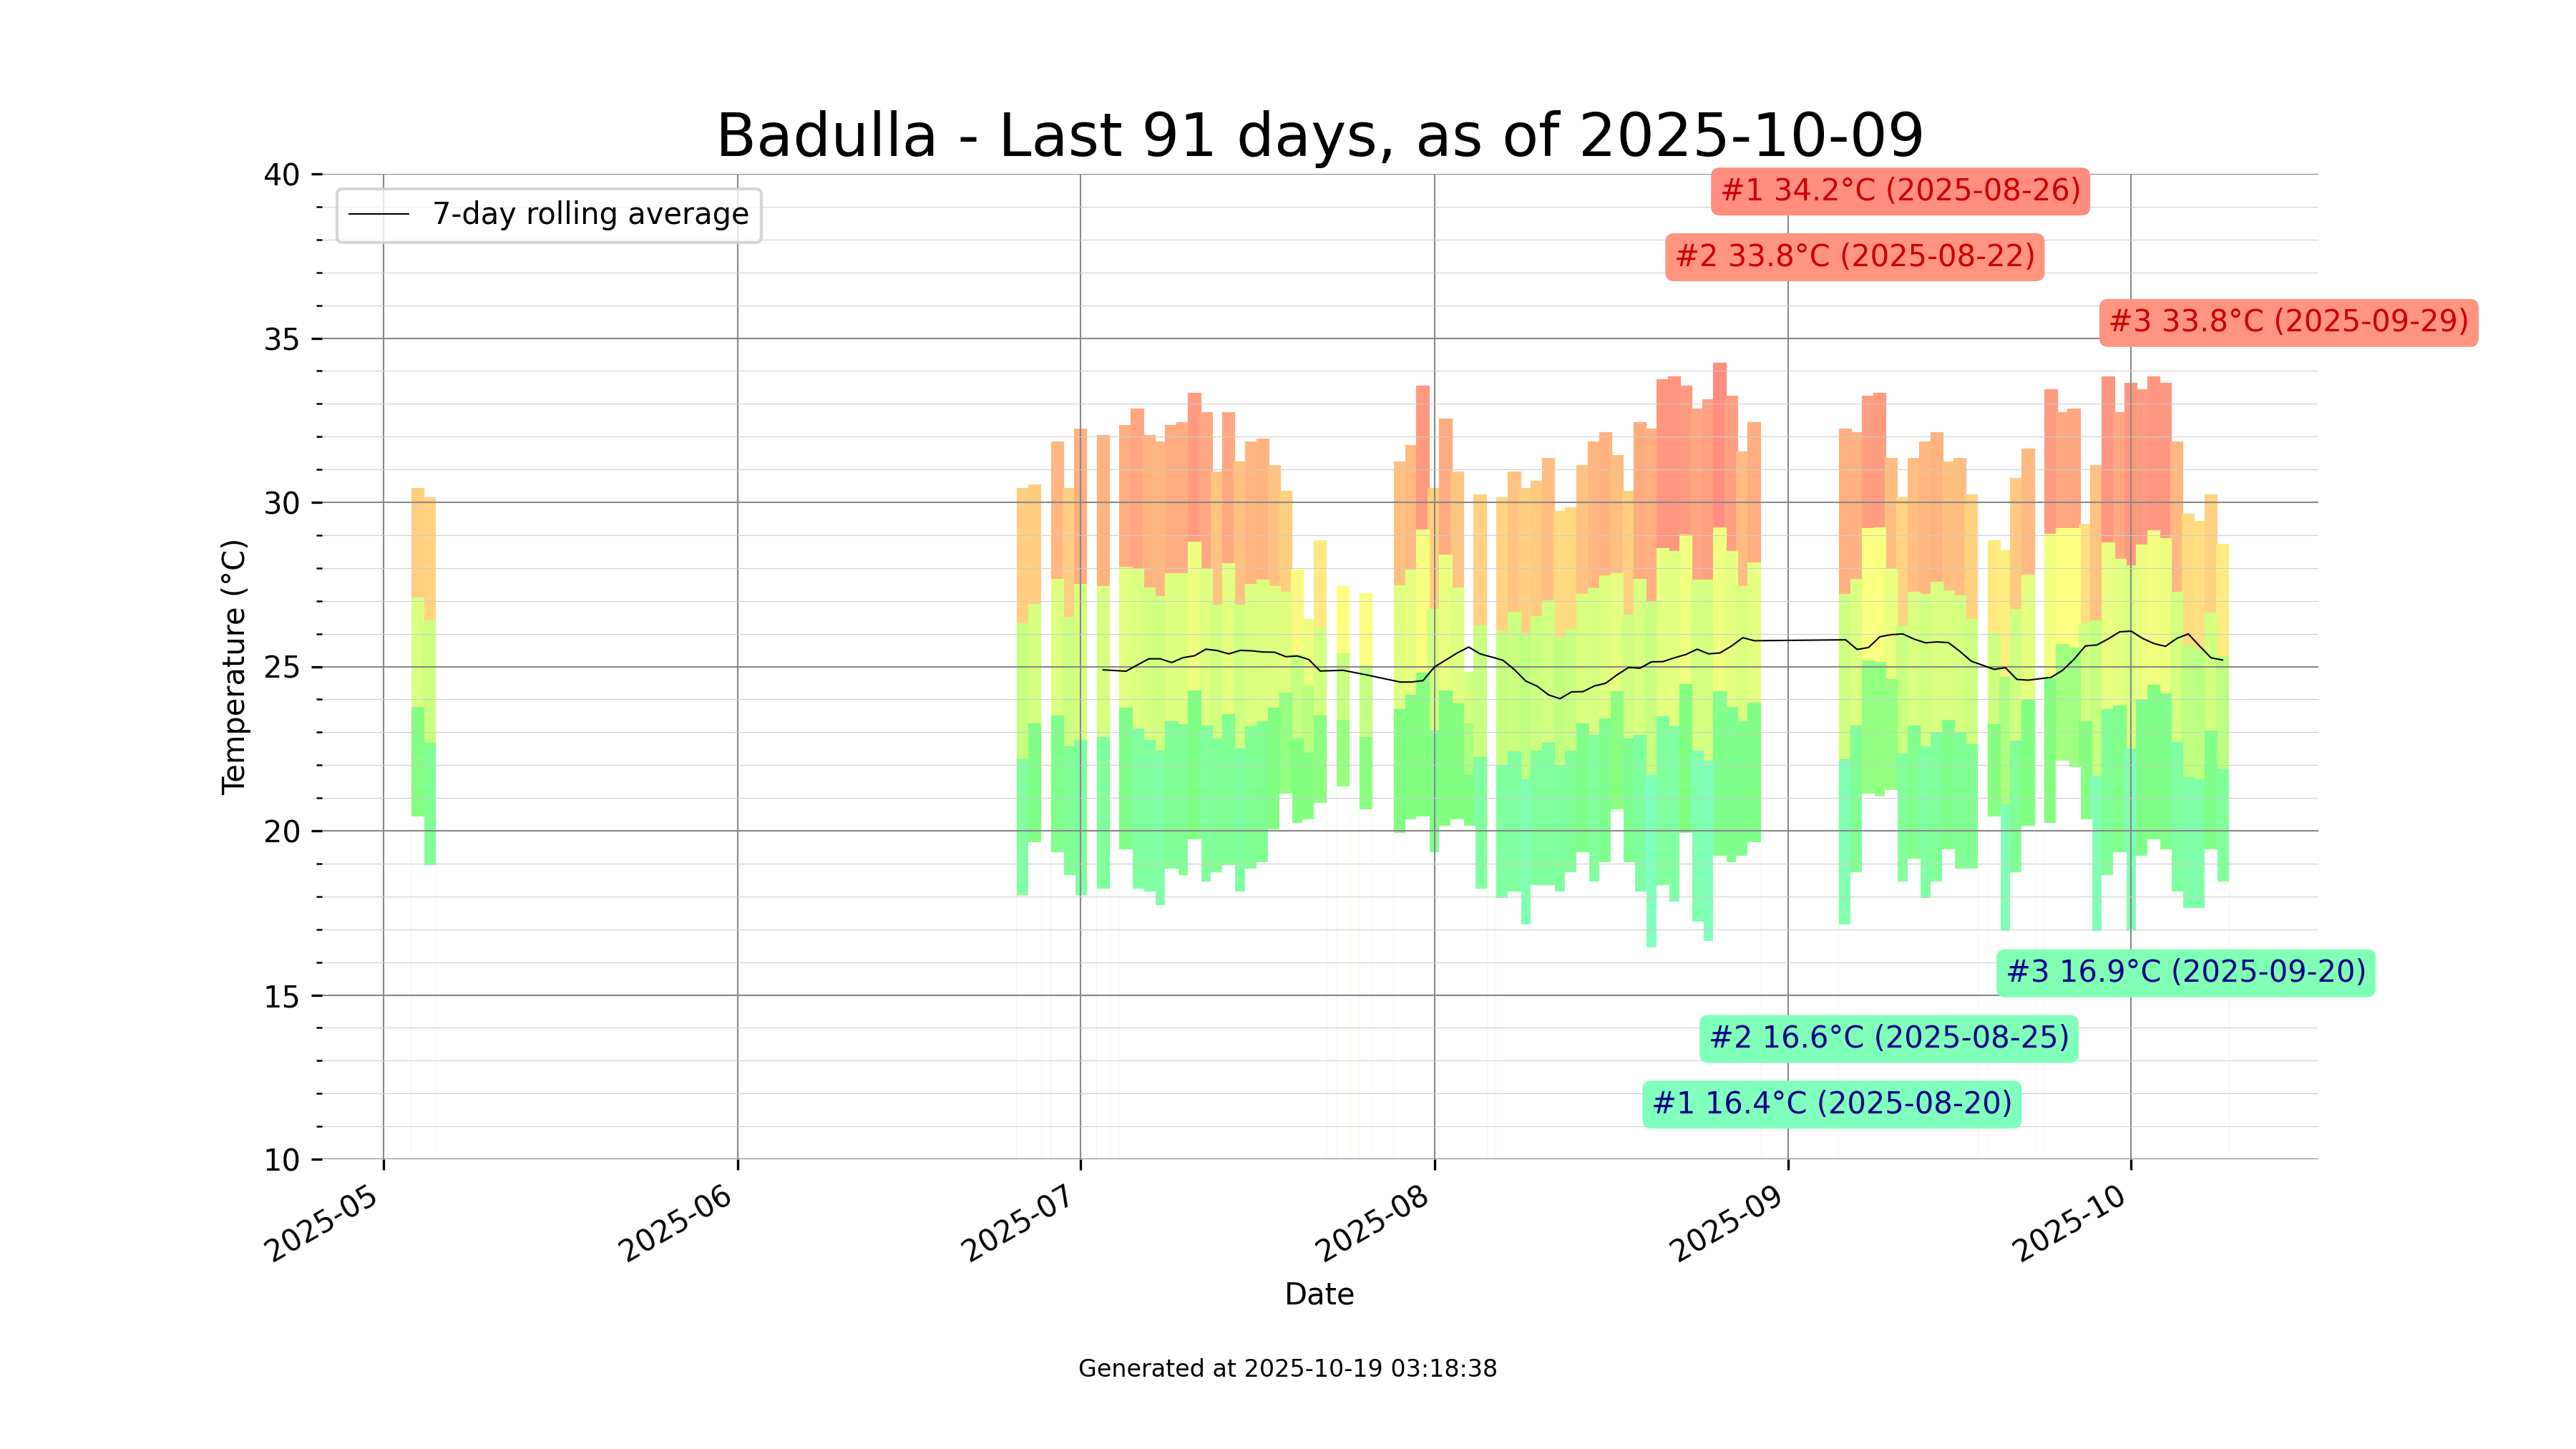 Badulla - Last 91 days, as of 2025-10-09
40
35
30
25
20
15
10
Temperature (°C)
7-day rolling average
#1 34.2°C (2025-08-26)
#2 33.8°C (2025-08-22)
#3 33.8°C (2025-09-29)
#3 16.9°C (2025-09-20)
#2 16.6°C (2025-08-25)
#1 16.4°C (2025-08-20)
2025-05
2025-06
2025-07
2025-08
2025-09
2025-10
Date
Generated at 2025-10-19 03:18:38